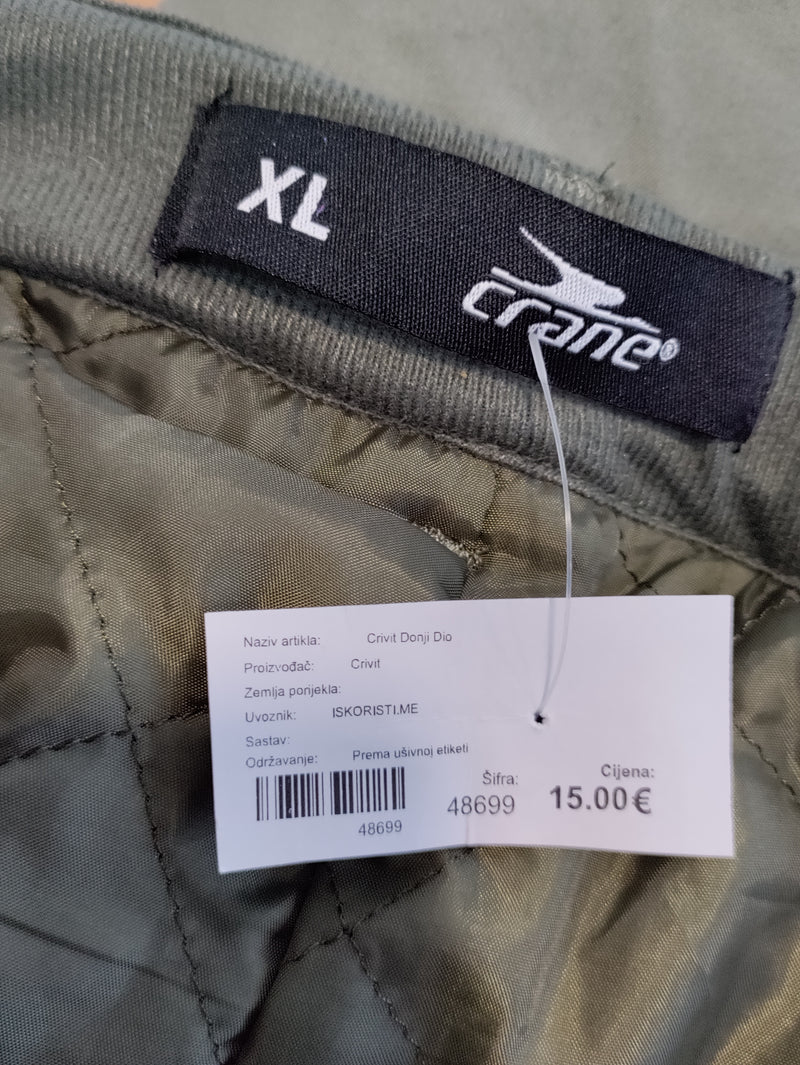 XL
crane®
Naziv artikla: Crivit Donji Dio
Proizvođač: Crivit
Zemlja porijekla:
Uvoznik: ISKORISTI.ME
Sastav:
Održavanje: Prema ušivnoj etiketi
48699
Šifra:
48699
Cijena:
15.00€